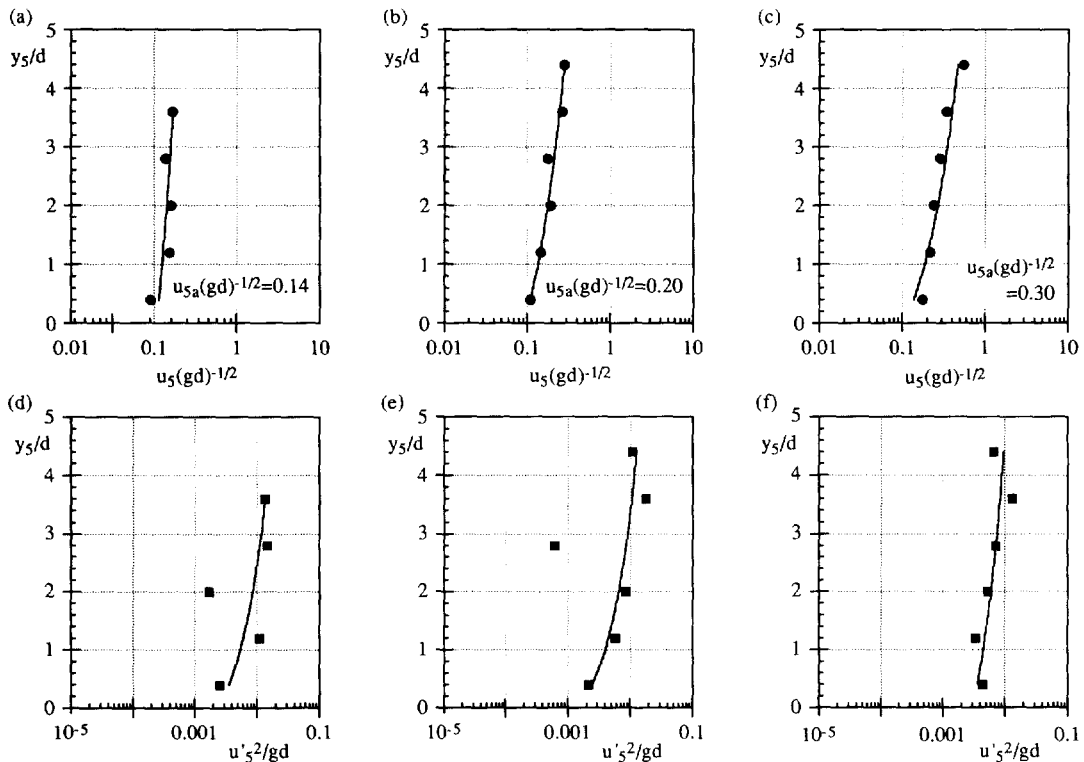 (a)
y₅/d
5
4
3
2
1
0
u₅ₐ(gd)⁻¹/²=0.14
0.01 0.1 1 10
u₅(gd)⁻¹/²
(b)
y₅/d
5
4
3
2
1
0
u₅ₐ(gd)⁻¹/²=0.20
0.01 0.1 1 10
u₅(gd)⁻¹/²
(c)
y₅/d
5
4
3
2
1
0
u₅ₐ(gd)⁻¹/²
=0.30
0.01 0.1 1 10
u₅(gd)⁻¹/²
(d)
y₅/d
5
4
3
2
1
0
10⁻⁵ 0.001 0.1
u'₅²/gd
(e)
y₅/d
5
4
3
2
1
0
10⁻⁵ 0.001 0.1
u'₅²/gd
(f)
y₅/d
5
4
3
2
1
0
10⁻⁵ 0.001 0.1
u'₅²/gd